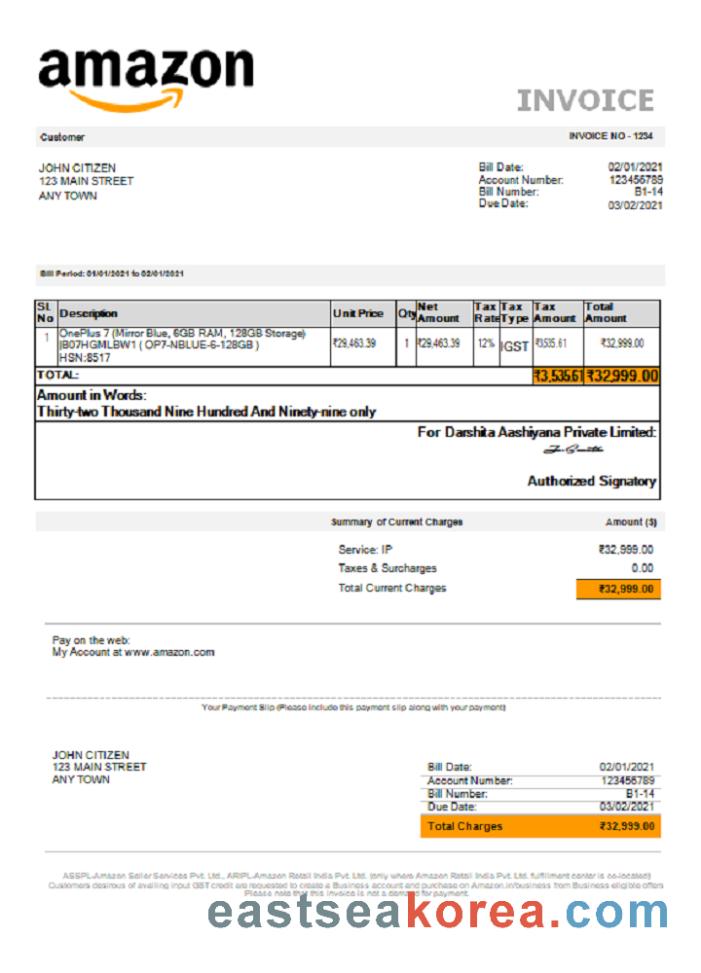 amazon
INVOICE
Customer INVOICE NO - 1234
JOHN CITIZEN
123 MAIN STREET
ANY TOWN
Bill Date: 02/01/2021
Account Number: 123456789
Bill Number: B1-14
Due Date: 03/02/2021
Bill Period: 01/01/2021 to 02/01/2021
SL No Description Unit Price Qty Net Amount Tax Rate Tax Type Tax Amount Total Amount
1 OnePlus 7 (Mirror Blue, 6GB RAM, 128GB Storage) ₹29,463.39 1 ₹29,463.39 12% IGST ₹3535.61 ₹32,999.00
|B07HGMLBW1 ( OP7-NBLUE-6-128GB )
HSN:8517
TOTAL: ₹3,535.61 ₹32,999.00
Amount in Words:
Thirty-two Thousand Nine Hundred And Ninety-nine only
For Darshita Aashiyana Private Limited:
Authorized Signatory
Summary of Current Charges Amount ($)
Service: IP ₹32,999.00
Taxes & Surcharges 0.00
Total Current Charges ₹32,999.00
Pay on the web:
My Account at www.amazon.com
Your Payment Slip (Please include this payment slip along with your payment)
JOHN CITIZEN
123 MAIN STREET
ANY TOWN
Bill Date: 02/01/2021
Account Number: 123456789
Bill Number: B1-14
Due Date: 03/02/2021
Total Charges ₹32,999.00
ASSPL-Amazon Seller Services Pvt. Ltd., ARIPL-Amazon Retail India Pvt. Ltd. (only where Amazon Retail India Pvt. Ltd. fulfillment center is co-located)
Customers desirous of availing input GST credit are requested to create a Business account and purchase on Amazon.in/business from Business eligible offers
Please note that this invoice is not a demand for payment.
eastseakorea.com